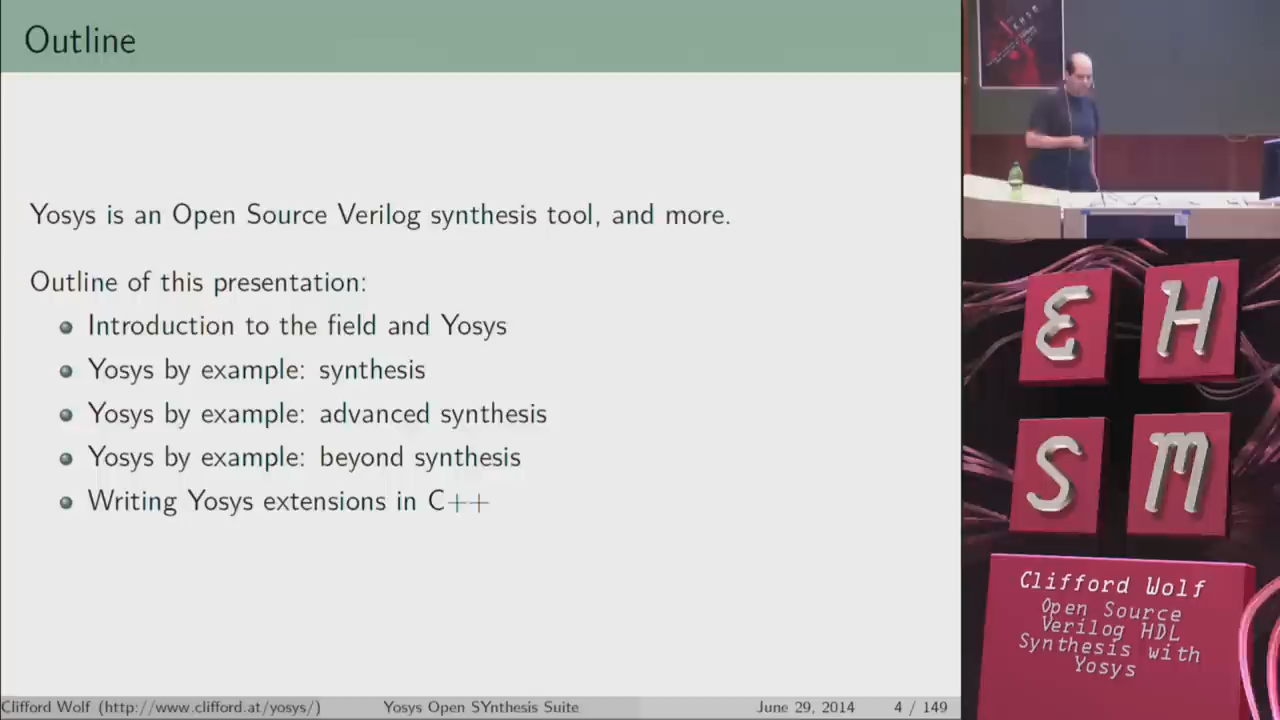 Outline
Yosys is an Open Source Verilog synthesis tool, and more.
Outline of this presentation:
Introduction to the field and Yosys
Yosys by example: synthesis
Yosys by example: advanced synthesis
Yosys by example: beyond synthesis
Writing Yosys extensions in C++
Clifford Wolf (http://www.clifford.at/yosys/)
Yosys Open SYnthesis Suite
June 29, 2014
4 / 149
E H
S M
Clifford Wolf
Open Source
Verilog HDL
Synthesis with
Yosys